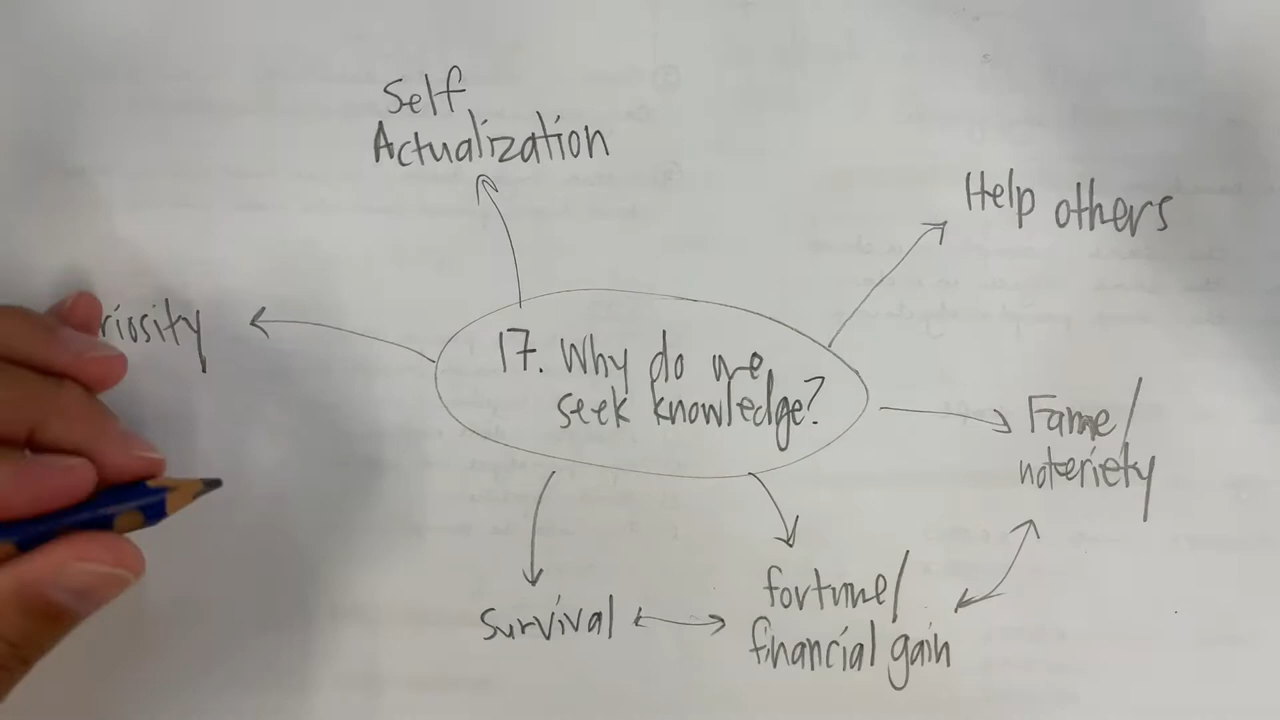 Self
Actualization
Help others
riosity
17. Why do we
seek knowledge?
Fame/
noteriety
survival
fortune/
financial gain